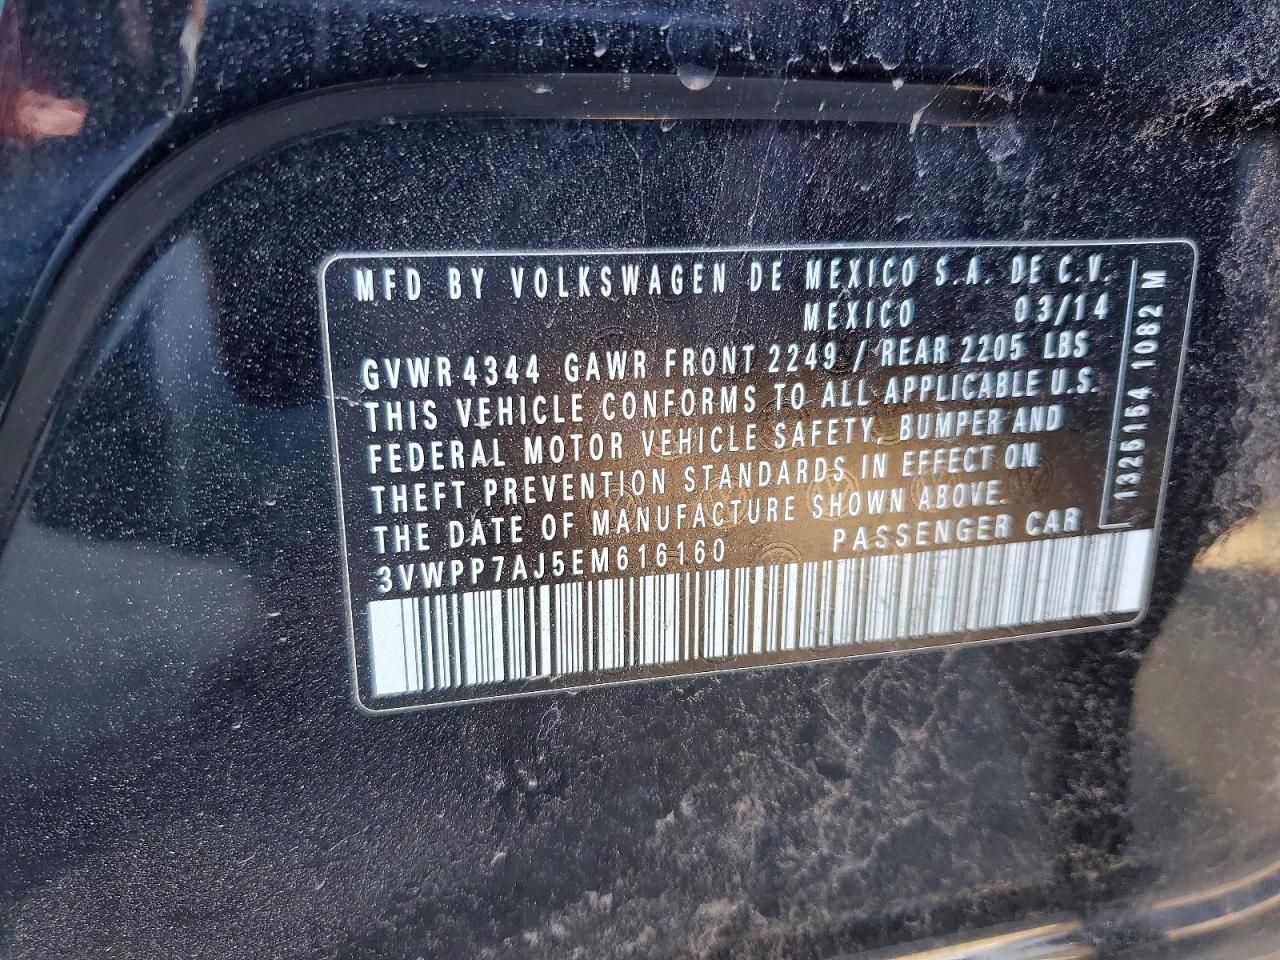 MFD BY VOLKSWAGEN DE MEXICO S.A. DE C.V.
MEXICO 03/14
GVWR 4344 GAWR FRONT 2249 / REAR 2205 LBS
THIS VEHICLE CONFORMS TO ALL APPLICABLE U.S.
FEDERAL MOTOR VEHICLE SAFETY, BUMPER AND
THEFT PREVENTION STANDARDS IN EFFECT ON
THE DATE OF MANUFACTURE SHOWN ABOVE.
3VWPP7AJ5EM616160 PASSENGER CAR
1326154 1082 M